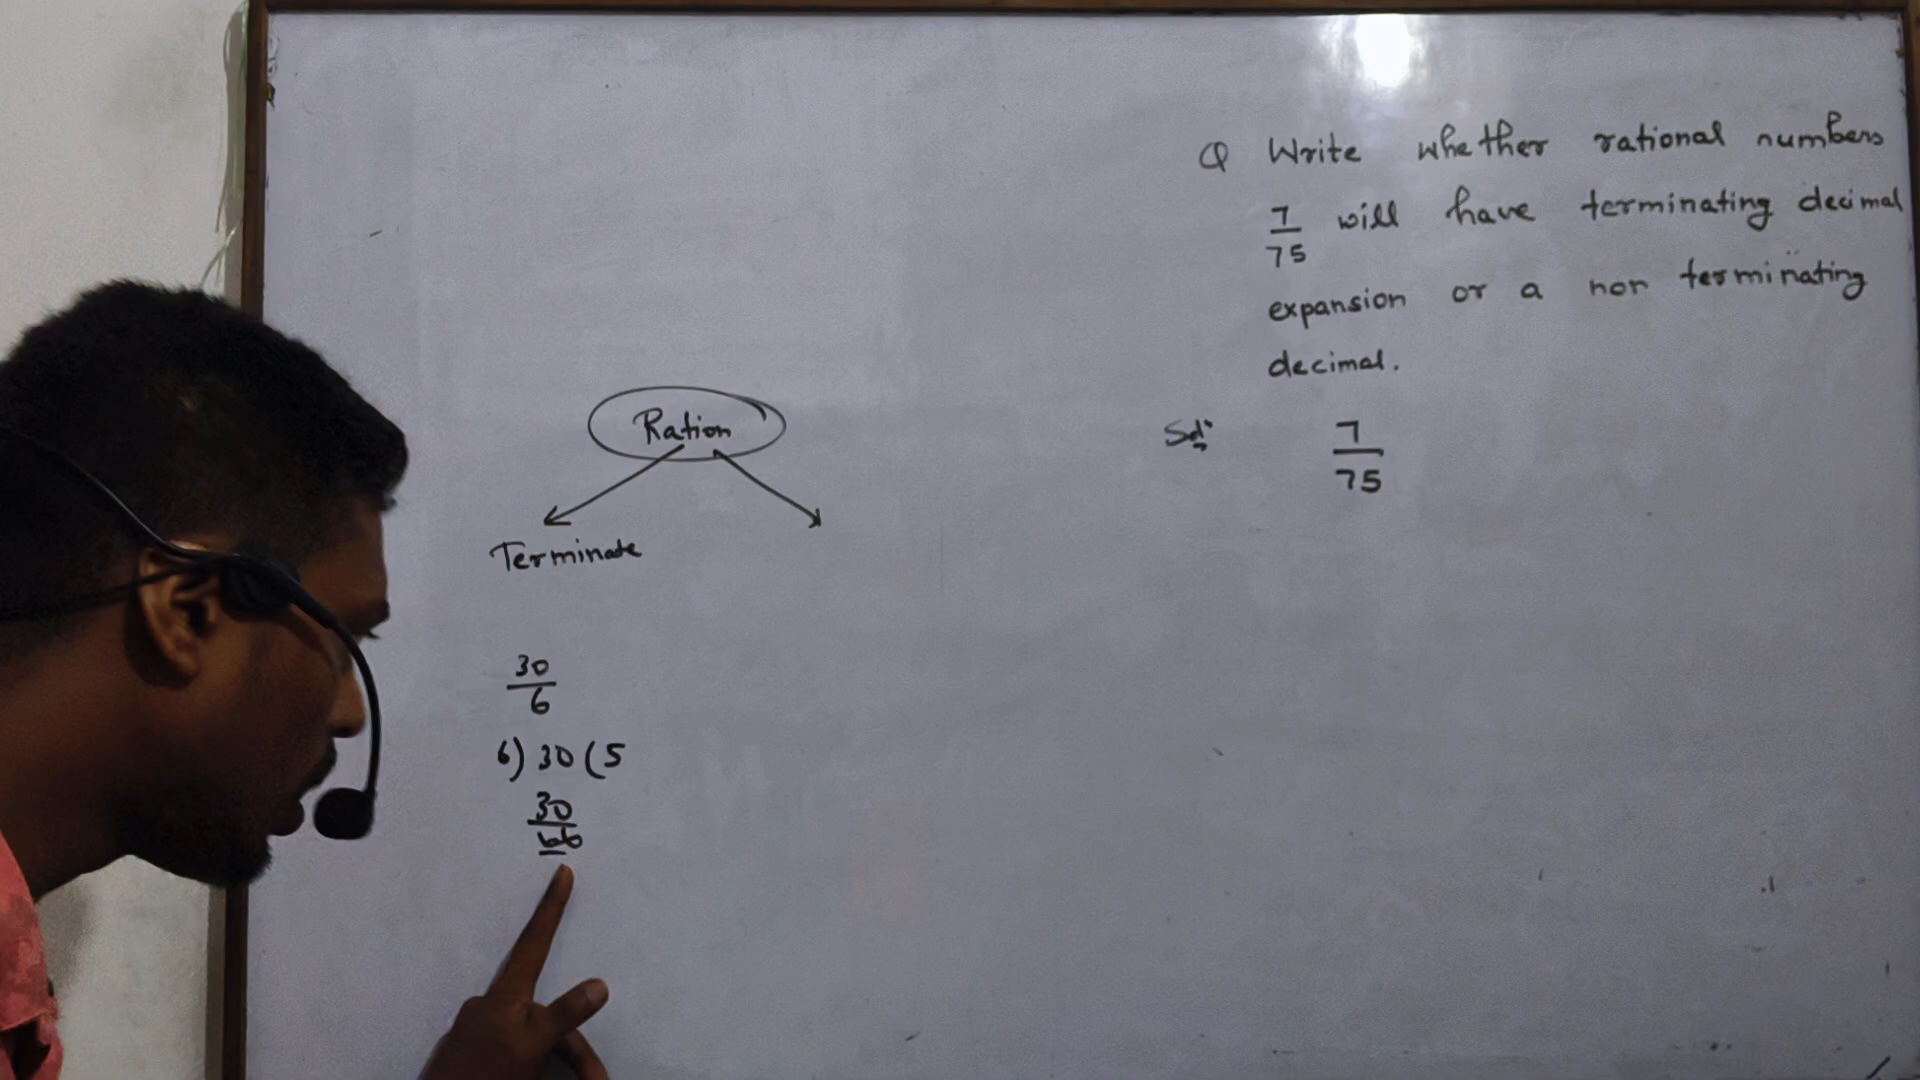 Q Write whether rational numbers
7/75 will have terminating decimal
expansion or a non terminating
decimal.
Sol:
7/75
Ration
Terminate
30/6
6) 30 (5
30